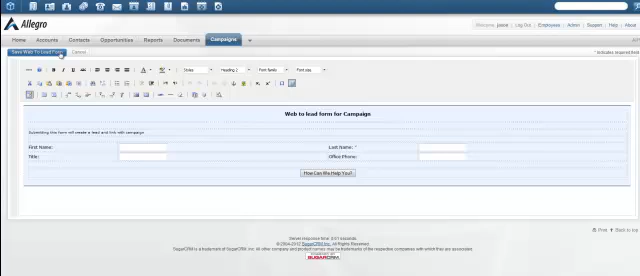 Allegro
Welcome, [Log Out] Employees Admin Support Help About
Home Accounts Contacts Opportunities Reports Documents Campaigns
Save Web To Lead Form Cancel
* Indicates required field
Styles Heading 2 Font family Font size
Web to lead form for Campaign
Submitting this form will create a lead and link with campaign
First Name: Last Name: *
Title: Office Phone:
How Can We Help You?
Print Back to top
Server response time: seconds.
© 2004-2012 SugarCRM Inc. All Rights Reserved.
SugarCRM is a trademark of SugarCRM, Inc. All other company and product names may be trademarks of the respective companies with which they are associated.
SUGARCRM